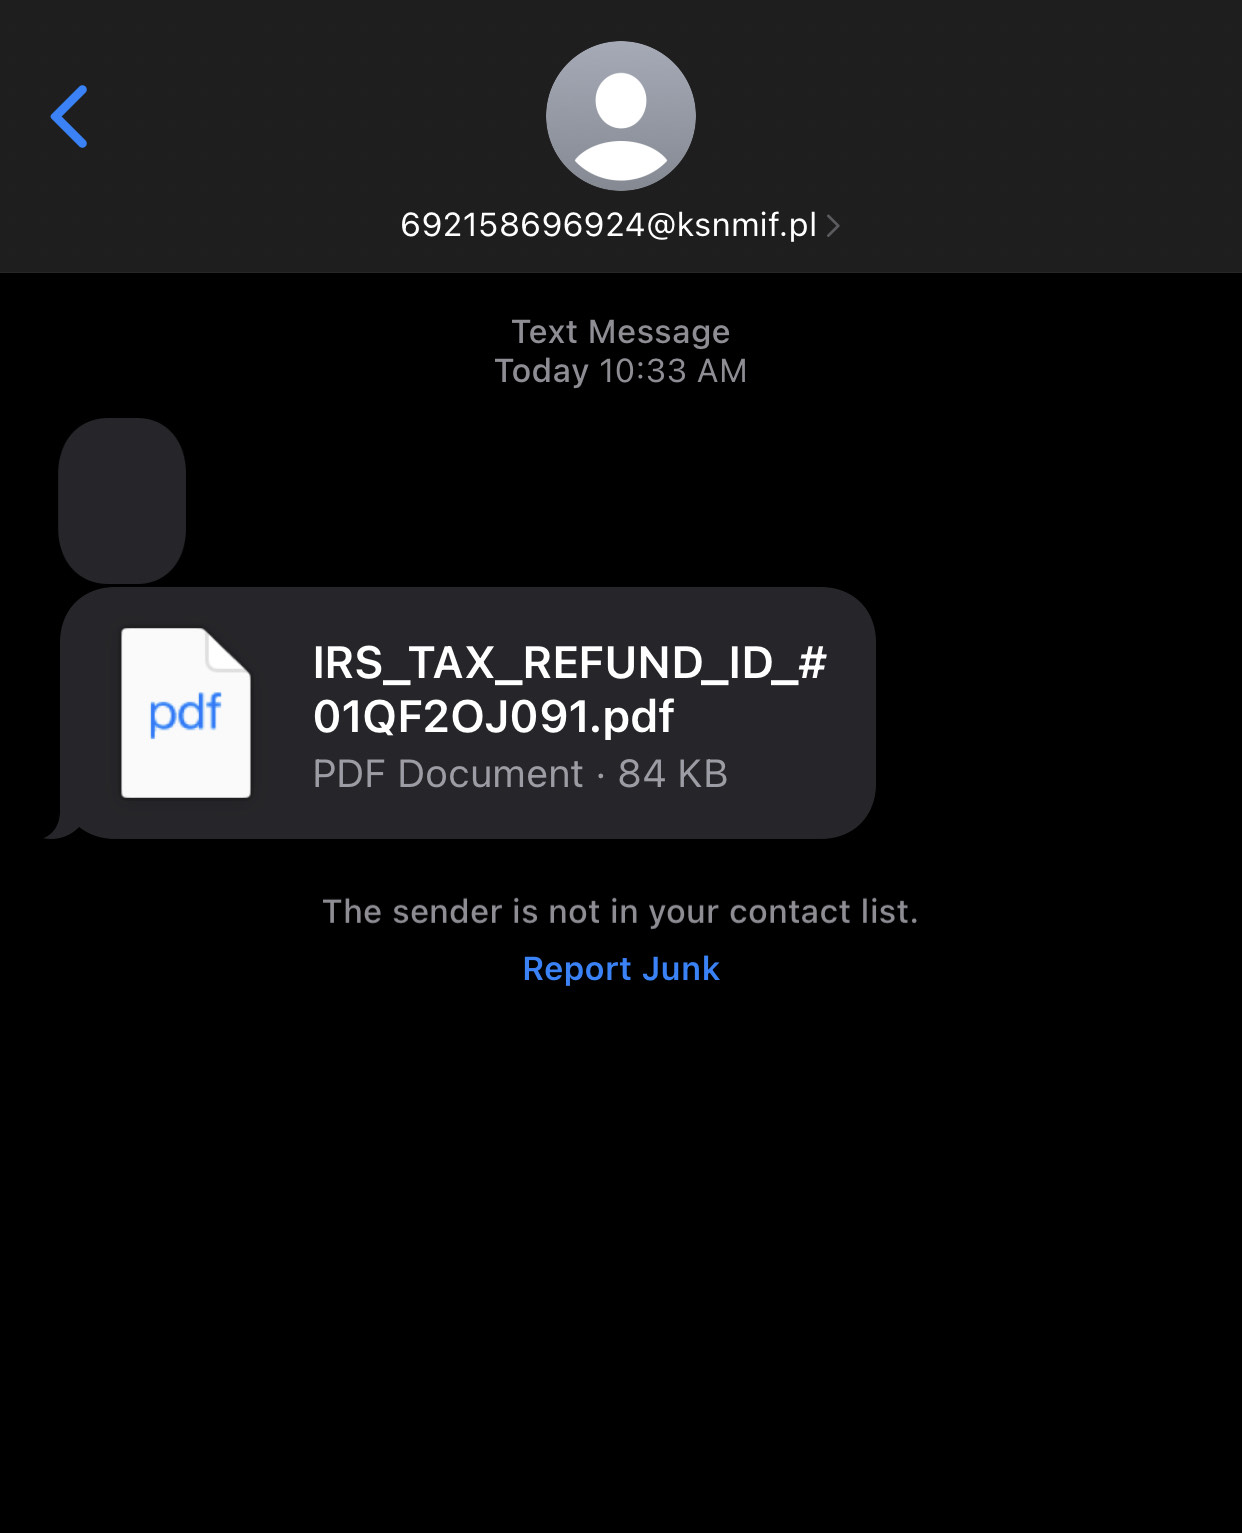 692158696924@ksnmif.pl
Text Message
Today 10:33 AM
pdf
IRS_TAX_REFUND_ID_#
01QF2OJ091.pdf
PDF Document · 84 KB
The sender is not in your contact list.
Report Junk